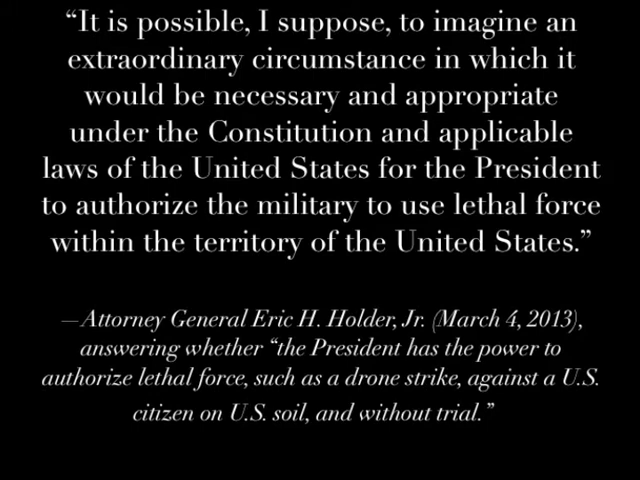 “It is possible, I suppose, to imagine an
extraordinary circumstance in which it
would be necessary and appropriate
under the Constitution and applicable
laws of the United States for the President
to authorize the military to use lethal force
within the territory of the United States.”
—Attorney General Eric H. Holder, Jr. (March 4, 2013),
answering whether “the President has the power to
authorize lethal force, such as a drone strike, against a U.S.
citizen on U.S. soil, and without trial.”